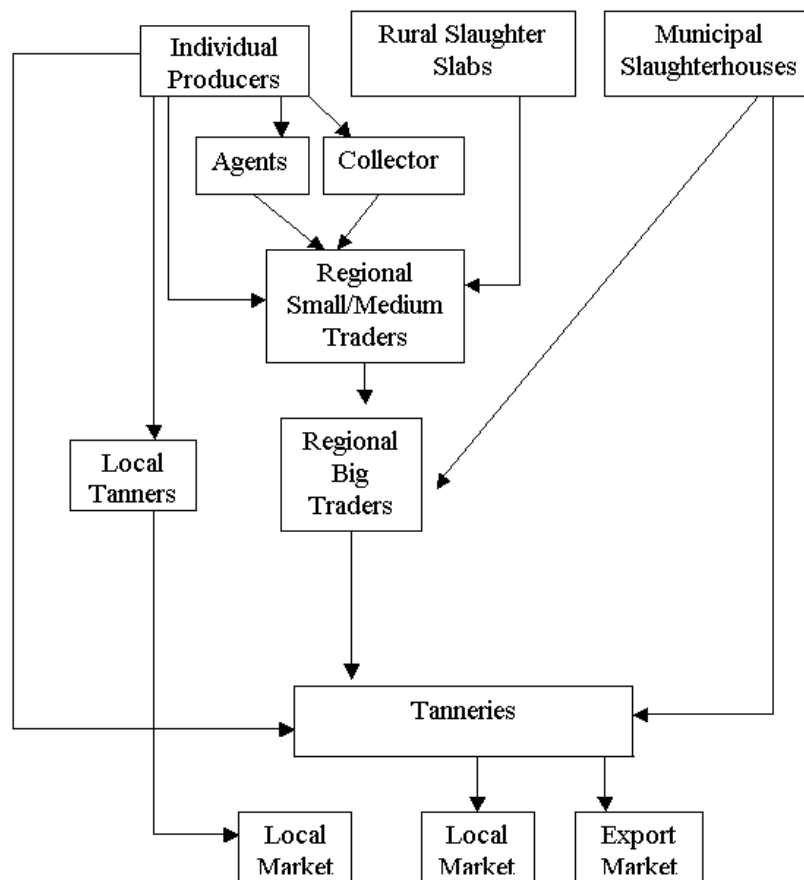 Individual
Producers
Rural Slaughter
Slabs
Municipal
Slaughterhouses
Agents
Collector
Regional
Small/Medium
Traders
Regional
Big
Traders
Local
Tanners
Tanneries
Local
Market
Local
Market
Export
Market